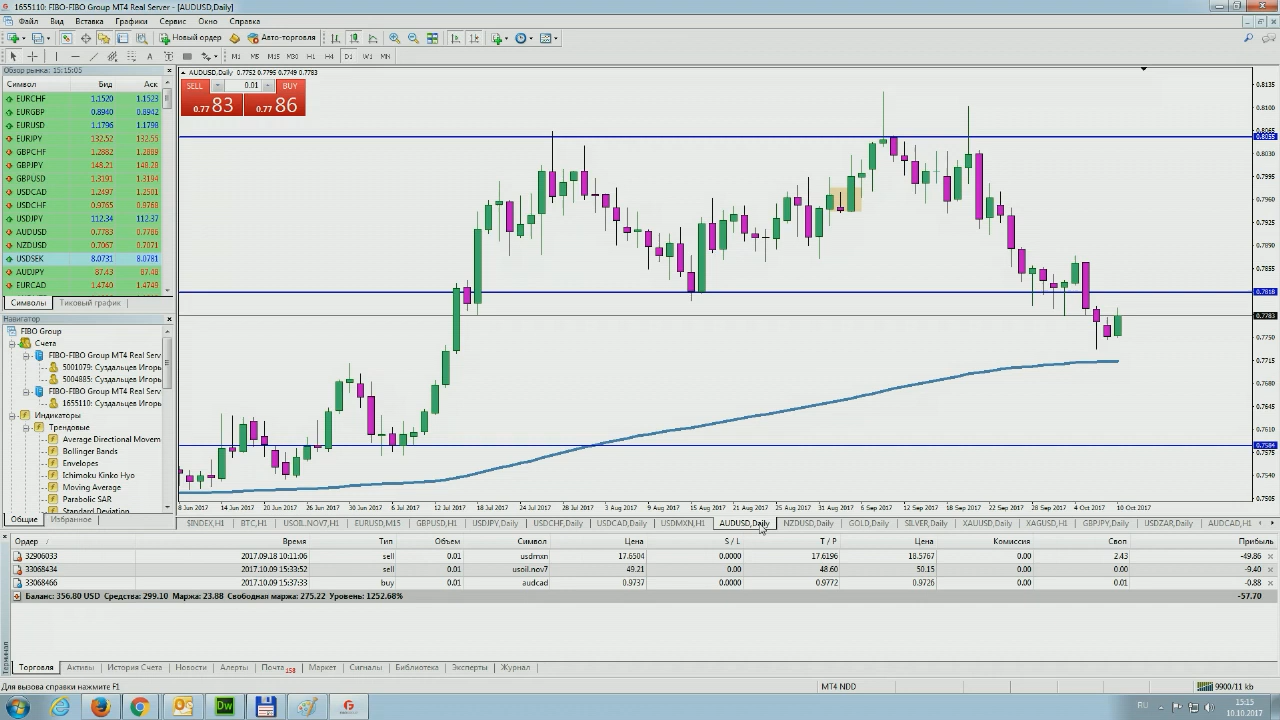 1655110: FIBO-FIBO Group MT4 Real Server - [AUDUSD,Daily]
Файл Вид Вставка Графики Сервис Окно Справка
Новый ордер Авто-торговля
M1 M5 M15 M30 H1 H4 D1 W1 MN
Обзор рынка: 15:15:05
Символ Бид Аск
EURCHF 1.1520 1.1523
EURGBP 0.8940 0.8942
EURUSD 1.1796 1.1798
EURJPY 132.52 132.55
GBPCHF 1.2882 1.2889
GBPJPY 148.21 148.28
GBPUSD 1.3191 1.3194
USDCAD 1.2497 1.2501
USDCHF 0.9765 0.9768
USDJPY 112.34 112.37
AUDUSD 0.7783 0.7786
NZDUSD 0.7067 0.7071
USDSEK 8.0731 8.0781
AUDJPY 87.43 87.48
EURCAD 1.4740 1.4749
Символы Тиковый график
Навигатор
FIBO Group
Счета
FIBO-FIBO Group MT4 Real Serv
5001079: Суздальцев Игорь
5004885: Суздальцев Игорь
FIBO-FIBO Group MT4 Real Serv
1655110: Суздальцев Игорь
Индикаторы
Трендовые
Average Directional Movem
Bollinger Bands
Envelopes
Ichimoku Kinko Hyo
Moving Average
Parabolic SAR
Standard Deviation
Общие Избранное
AUDUSD,Daily 0.7752 0.7795 0.7749 0.7783
SELL 0.01 BUY
0.77 83 0.77 86
0.8135
0.8100
0.8065
0.8055
0.8030
0.7995
0.7960
0.7925
0.7890
0.7855
0.7818
0.7783
0.7750
0.7715
0.7680
0.7645
0.7610
0.7584
0.7575
0.7540
0.7505
8 Jun 2017 14 Jun 2017 20 Jun 2017 26 Jun 2017 30 Jun 2017 6 Jul 2017 12 Jul 2017 18 Jul 2017 24 Jul 2017 28 Jul 2017 3 Aug 2017 9 Aug 2017 15 Aug 2017 21 Aug 2017 25 Aug 2017 31 Aug 2017 6 Sep 2017 12 Sep 2017 18 Sep 2017 22 Sep 2017 28 Sep 2017 4 Oct 2017 10 Oct 2017
SINDEX,H1 BTC,H1 USOIL.NOV7,H1 EURUSD,M15 GBPUSD,H1 USDJPY,Daily USDCHF,Daily USDCAD,Daily USDMXN,H1 AUDUSD,Daily NZDUSD,Daily GOLD,Daily SILVER,Daily XAUUSD,Daily XAGUSD,H1 GBPJPY,Daily USDZAR,Daily AUDCAD,H1
Ордер Время Тип Объем Символ Цена S / L T / P Цена Комиссия Своп Прибыль
32906033 2017.09.18 10:11:06 sell 0.01 usdmxn 17.6504 0.0000 17.6196 18.5767 0.00 2.43 -49.86
33068434 2017.10.09 15:33:52 sell 0.01 usoil.nov7 49.21 0.00 48.60 50.15 0.00 0.00 -9.40
33068466 2017.10.09 15:37:33 buy 0.01 audcad 0.9737 0.0000 0.9772 0.9726 0.00 0.01 -0.88
Баланс: 356.80 USD Средства: 299.10 Маржа: 23.88 Свободная маржа: 275.22 Уровень: 1252.68% -57.70
Терминал
Торговля Активы История Счета Новости Алерты Почта 158 Маркет Сигналы Библиотека Эксперты Журнал
Для вызова справки нажмите F1 MT4 NDD 9900/11 kb
Dw RU 15:15
10.10.2017